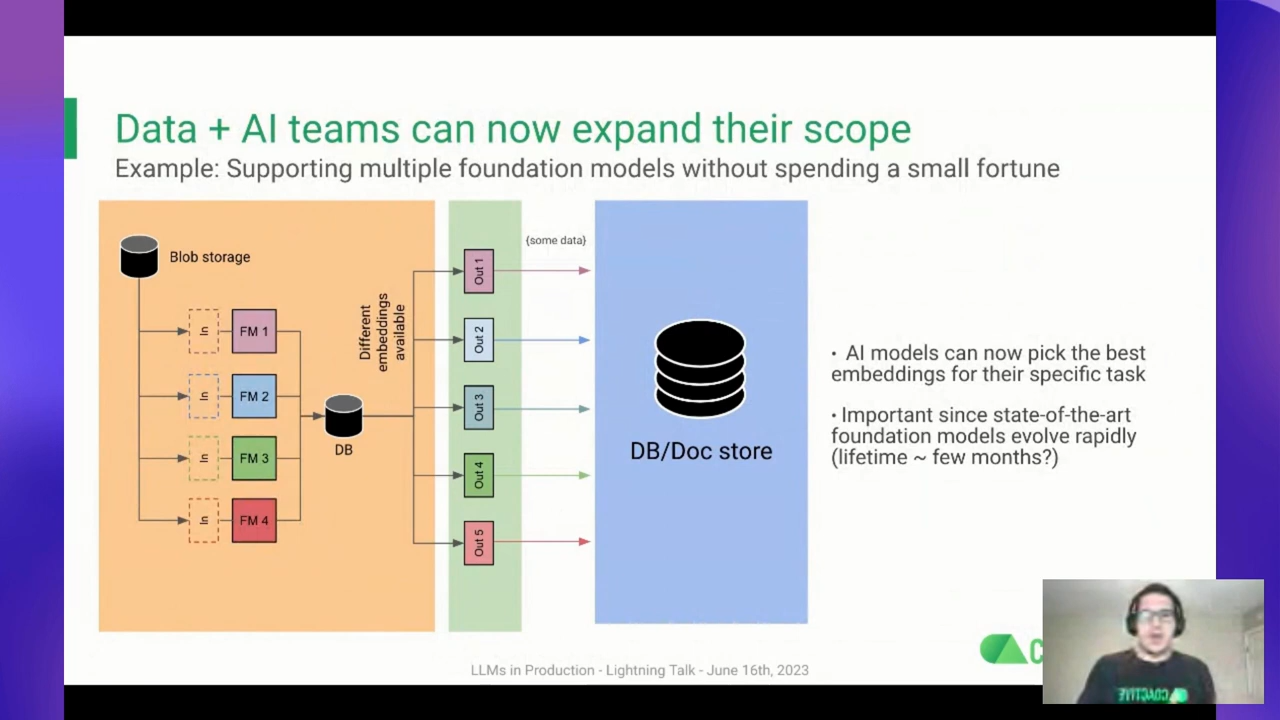 Data + AI teams can now expand their scope
Example: Supporting multiple foundation models without spending a small fortune
Blob storage
In
FM 1
In
FM 2
In
FM 3
In
FM 4
DB
Different
embeddings
available
Out 1
Out 2
Out 3
Out 4
Out 5
{some data}
DB/Doc store
· AI models can now pick the best
embeddings for their specific task
· Important since state-of-the-art
foundation models evolve rapidly
(lifetime ~ few months?)
LLMs in Production - Lightning Talk - June 16th, 2023
C
COACTIVE